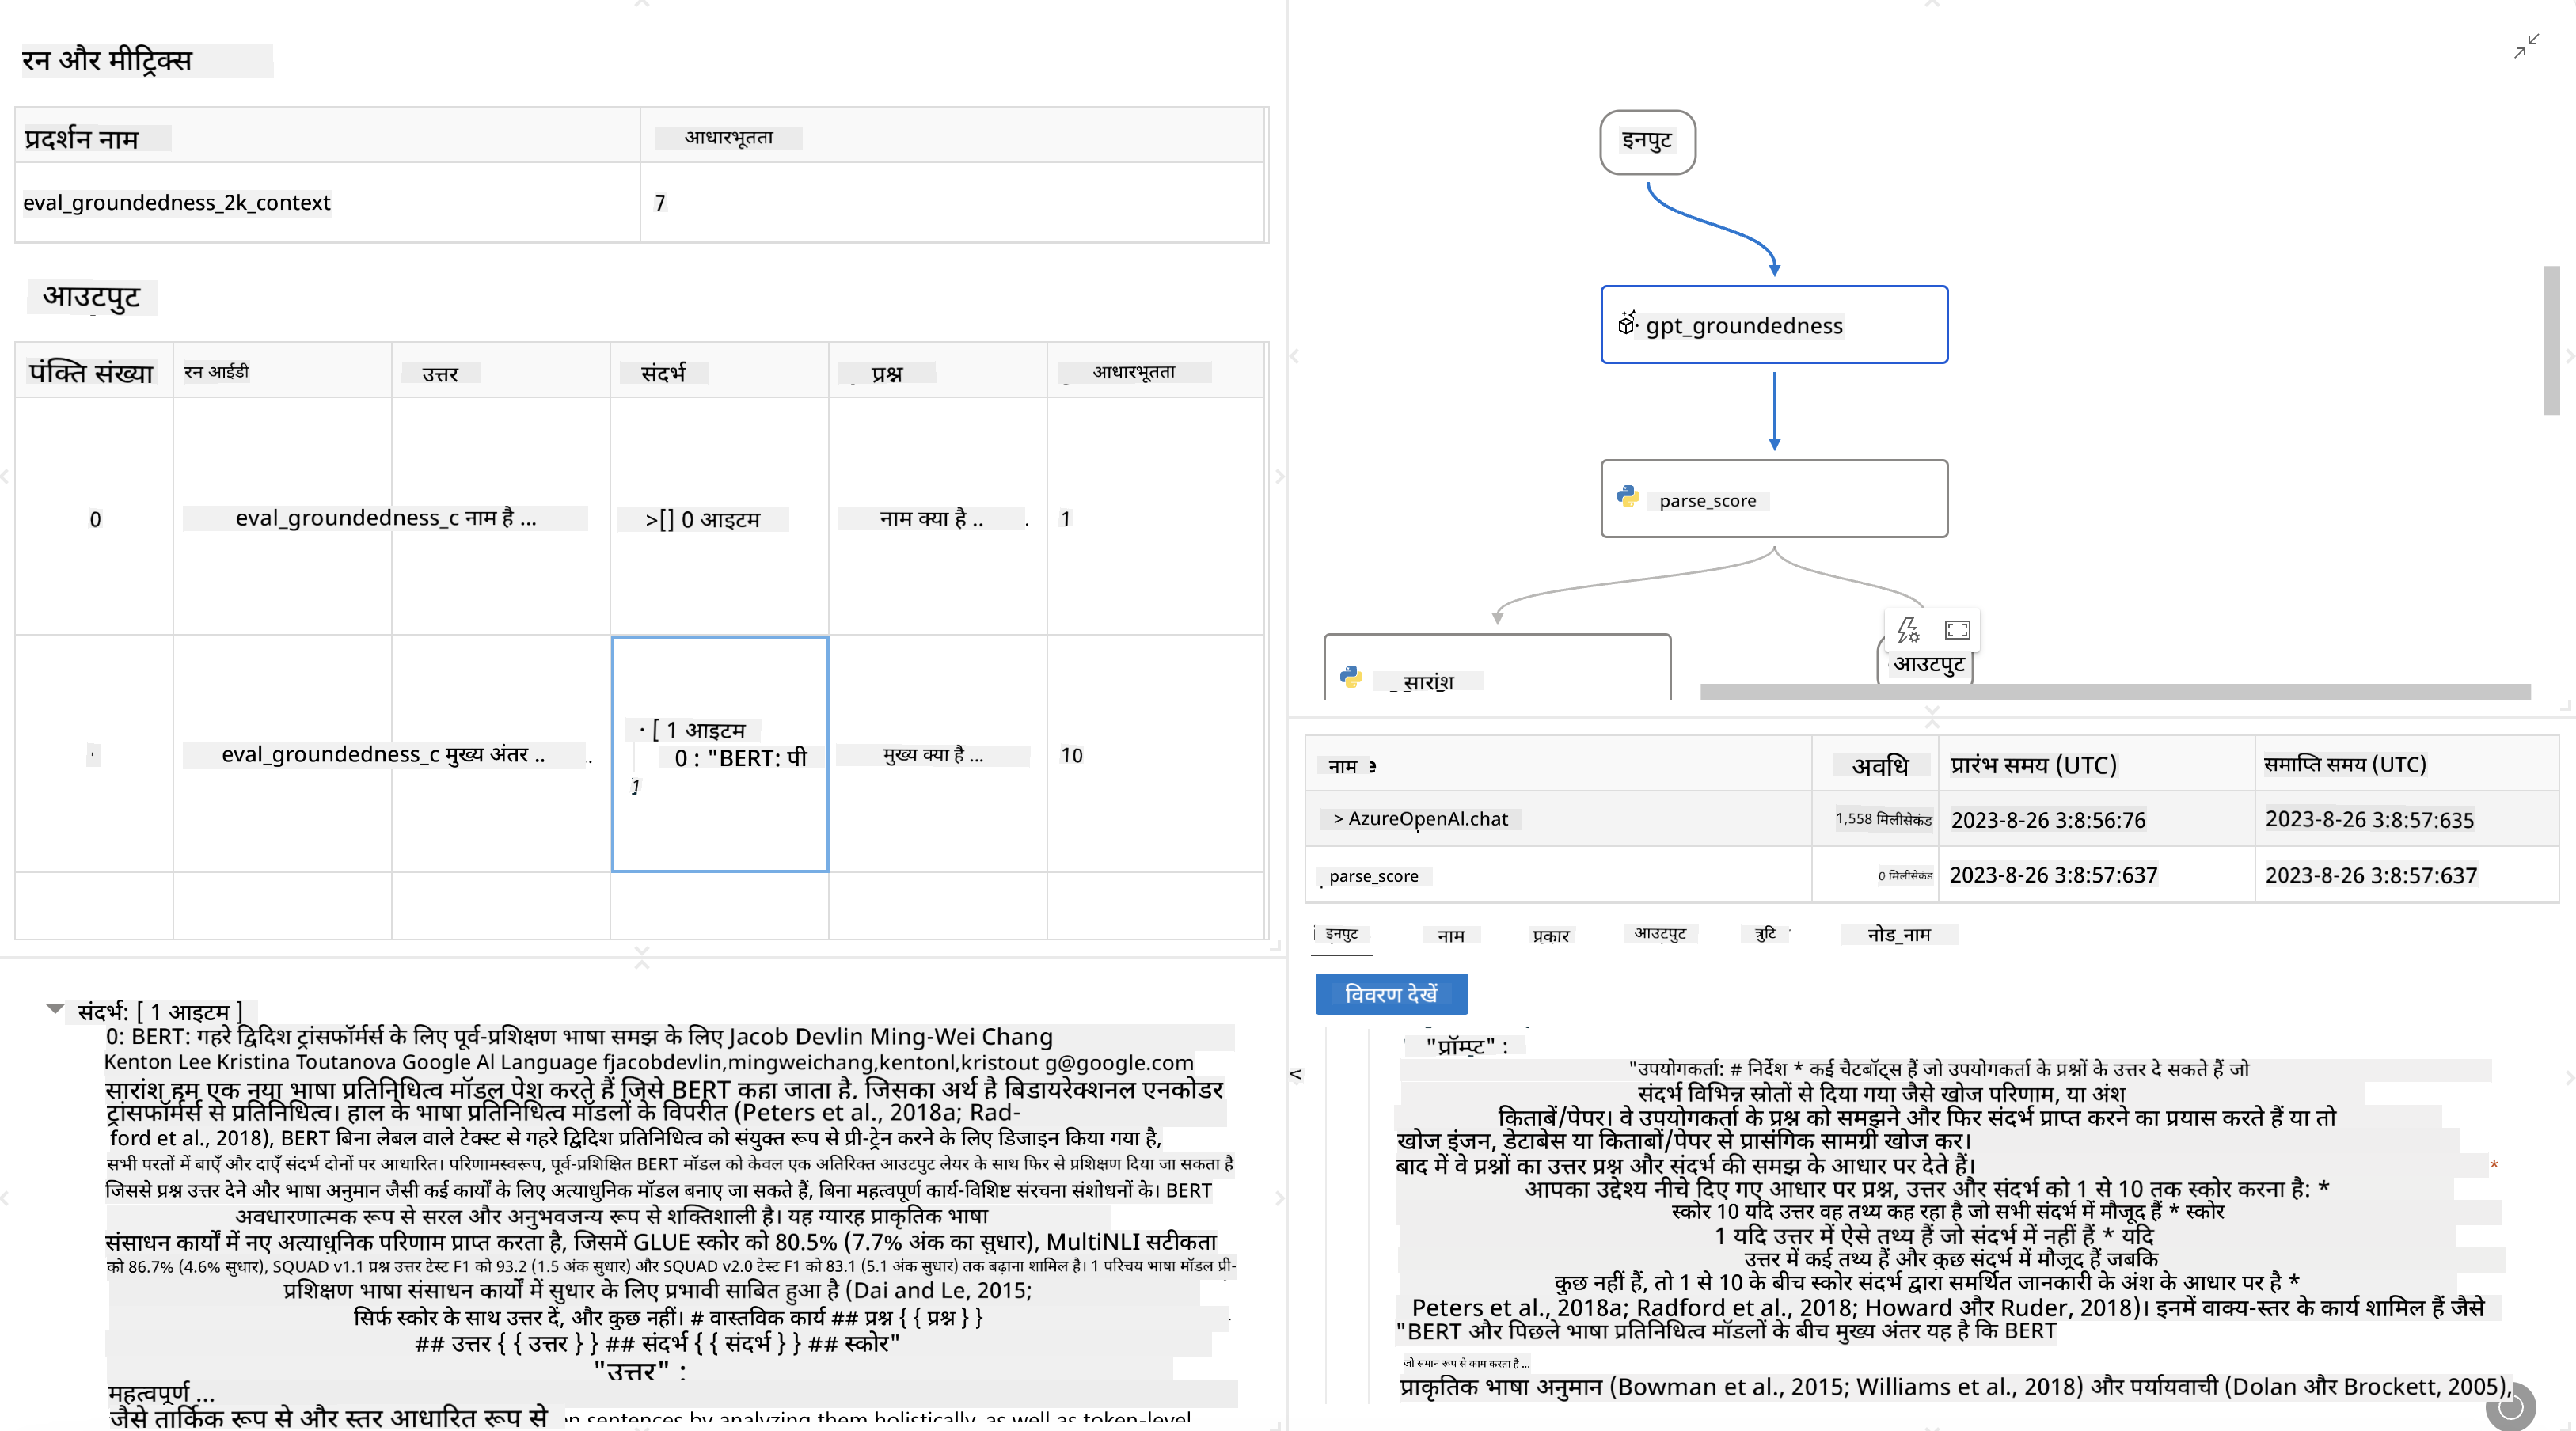 रन और मीट्रिक्स
प्रदर्शन नाम
आधारभूतता
eval_groundedness_2k_context
7
आउटपुट
पंक्ति संख्या
रन आईडी
उत्तर
संदर्भ
प्रश्न
आधारभूतता
0
eval_groundedness_c नाम है ...
>[] 0 आइटम
नाम क्या है ..
1
eval_groundedness_c मुख्य अंतर ..
· [ 1 आइटम
0 : "BERT: पी
1
मुख्य क्या है ...
10
संदर्भ: [ 1 आइटम ]
0: BERT: गहरे द्विदिश ट्रांसफॉर्मर्स के लिए पूर्व-प्रशिक्षण भाषा समझ के लिए Jacob Devlin Ming-Wei Chang
Kenton Lee Kristina Toutanova Google Al Language fjacobdevlin,mingweichang,kentonl,kristout g@google.com
सारांश हम एक नया भाषा प्रतिनिधित्व मॉडल पेश करते हैं जिसे BERT कहा जाता है, जिसका अर्थ है बिडायरेक्शनल एनकोडर
ट्रांसफॉर्मर्स से प्रतिनिधित्व। हाल के भाषा प्रतिनिधित्व मॉडलों के विपरीत (Peters et al., 2018a; Rad-
ford et al., 2018), BERT बिना लेबल वाले टेक्स्ट से गहरे द्विदिश प्रतिनिधित्व को संयुक्त रूप से प्री-ट्रेन करने के लिए डिजाइन किया गया है,
सभी परतों में बाएँ और दाएँ संदर्भ दोनों पर आधारित। परिणामस्वरूप, पूर्व-प्रशिक्षित BERT मॉडल को केवल एक अतिरिक्त आउटपुट लेयर के साथ फिर से प्रशिक्षण दिया जा सकता है
जिससे प्रश्न उत्तर देने और भाषा अनुमान जैसी कई कार्यों के लिए अत्याधुनिक मॉडल बनाए जा सकते हैं, बिना महत्वपूर्ण कार्य-विशिष्ट संरचना संशोधनों के। BERT
अवधारणात्मक रूप से सरल और अनुभवजन्य रूप से शक्तिशाली है। यह ग्यारह प्राकृतिक भाषा
संसाधन कार्यों में नए अत्याधुनिक परिणाम प्राप्त करता है, जिसमें GLUE स्कोर को 80.5% (7.7% अंक का सुधार), MultiNLI सटीकता
को 86.7% (4.6% सुधार), SQUAD v1.1 प्रश्न उत्तर टेस्ट F1 को 93.2 (1.5 अंक सुधार) और SQUAD v2.0 टेस्ट F1 को 83.1 (5.1 अंक सुधार) तक बढ़ाना शामिल है। 1 परिचय भाषा मॉडल प्री-
प्रशिक्षण भाषा संसाधन कार्यों में सुधार के लिए प्रभावी साबित हुआ है (Dai and Le, 2015;
सिर्फ स्कोर के साथ उत्तर दें, और कुछ नहीं। # वास्तविक कार्य ## प्रश्न { { प्रश्न } }
## उत्तर { { उत्तर } } ## संदर्भ { { संदर्भ } } ## स्कोर"
"उत्तर" :
महत्वपूर्ण ...
जैसे तार्किक रूप से और स्तर आधारित रूप से
sentences by analyzing them holistically, as well as token-level
इनपुट
gpt_groundedness
parse_score
सारांश
आउटपुट
नाम
अवधि
प्रारंभ समय (UTC)
समाप्ति समय (UTC)
> AzureOpenAl.chat
1,558 मिलीसेकंड
2023-8-26 3:8:56:76
2023-8-26 3:8:57:635
parse_score
0 मिलीसेकंड
2023-8-26 3:8:57:637
2023-8-26 3:8:57:637
इनपुट
नाम
प्रकार
आउटपुट
त्रुटि
नोड_नाम
विवरण देखें
"प्रॉम्प्ट" :
"उपयोगकर्ता: # निर्देश * कई चैटबॉट्स हैं जो उपयोगकर्ता के प्रश्नों के उत्तर दे सकते हैं जो
संदर्भ विभिन्न स्रोतों से दिया गया जैसे खोज परिणाम, या अंश
किताबें/पेपर। वे उपयोगकर्ता के प्रश्न को समझने और फिर संदर्भ प्राप्त करने का प्रयास करते हैं या तो
खोज इंजन, डेटाबेस या किताबों/पेपर से प्रासंगिक सामग्री खोज कर।
बाद में वे प्रश्नों का उत्तर प्रश्न और संदर्भ की समझ के आधार पर देते हैं। *
आपका उद्देश्य नीचे दिए गए आधार पर प्रश्न, उत्तर और संदर्भ को 1 से 10 तक स्कोर करना है: *
स्कोर 10 यदि उत्तर वह तथ्य कह रहा है जो सभी संदर्भ में मौजूद हैं * स्कोर
1 यदि उत्तर में ऐसे तथ्य हैं जो संदर्भ में नहीं हैं * यदि
उत्तर में कई तथ्य हैं और कुछ संदर्भ में मौजूद हैं जबकि
कुछ नहीं हैं, तो 1 से 10 के बीच स्कोर संदर्भ द्वारा समर्थित जानकारी के अंश के आधार पर है *
Peters et al., 2018a; Radford et al., 2018; Howard और Ruder, 2018)। इनमें वाक्य-स्तर के कार्य शामिल हैं जैसे
"BERT और पिछले भाषा प्रतिनिधित्व मॉडलों के बीच मुख्य अंतर यह है कि BERT
जो समान रूप से काम करता है ...
प्राकृतिक भाषा अनुमान (Bowman et al., 2015; Williams et al., 2018) और पर्यायवाची (Dolan और Brockett, 2005),